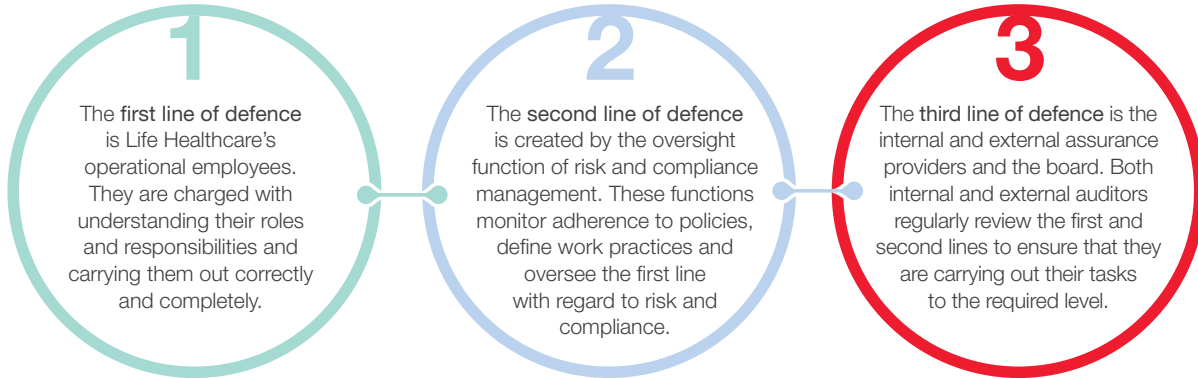 1
The first line of defence
is Life Healthcare's
operational employees.
They are charged with
understanding their roles
and responsibilities and
carrying them out correctly
and completely.
2
The second line of defence
is created by the oversight
function of risk and compliance
management. These functions
monitor adherence to policies,
define work practices and
oversee the first line
with regard to risk and
compliance.
3
The third line of defence is the
internal and external assurance
providers and the board. Both
internal and external auditors
regularly review the first and
second lines to ensure that they
are carrying out their tasks
to the required level.